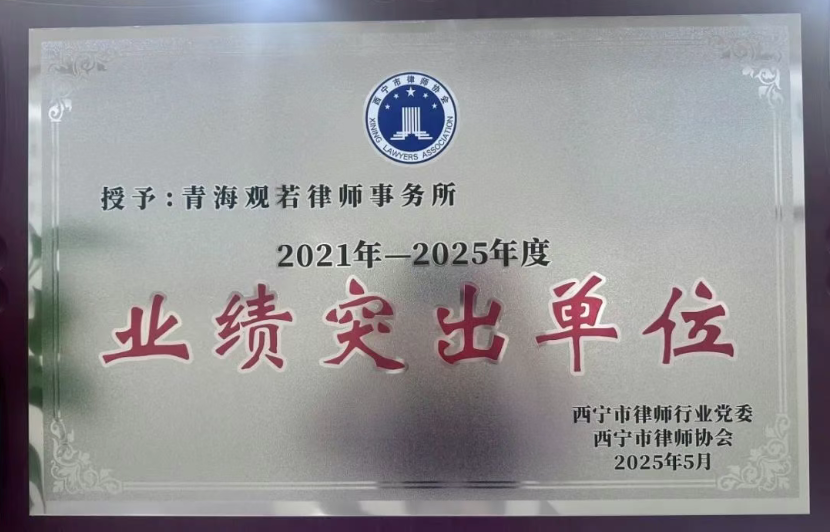 西宁市律师协会
XINING LAWYERS ASSOCIATION
授予：青海观若律师事务所
2021年—2025年度
业绩突出单位
西宁市律师行业党委
西宁市律师协会
2025年5月